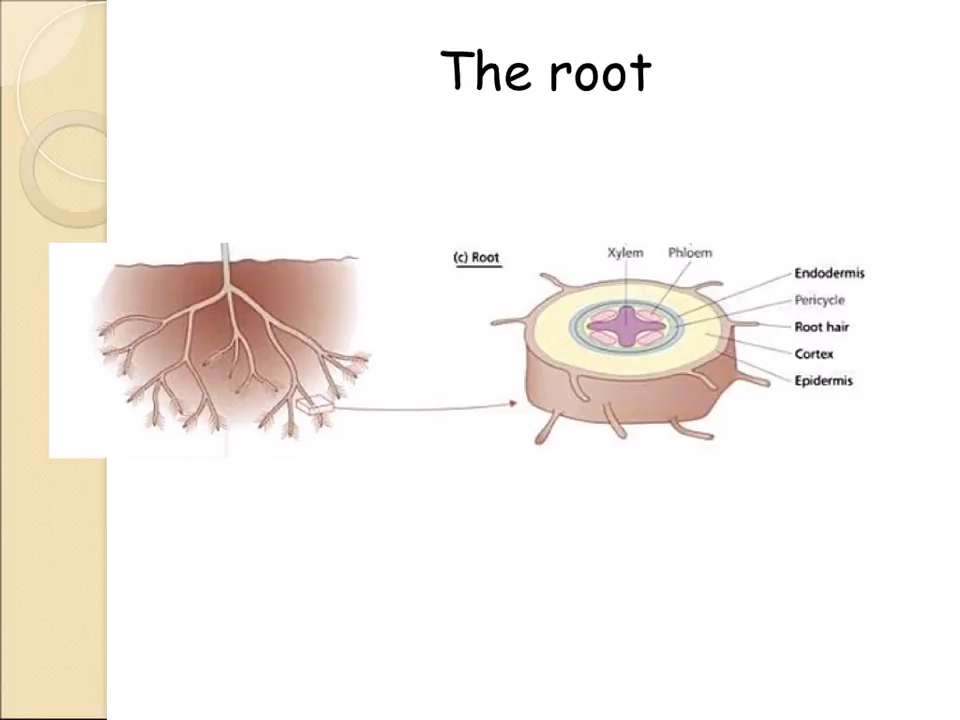 The root
(c) Root
Xylem
Phloem
Endodermis
Pericycle
Root hair
Cortex
Epidermis